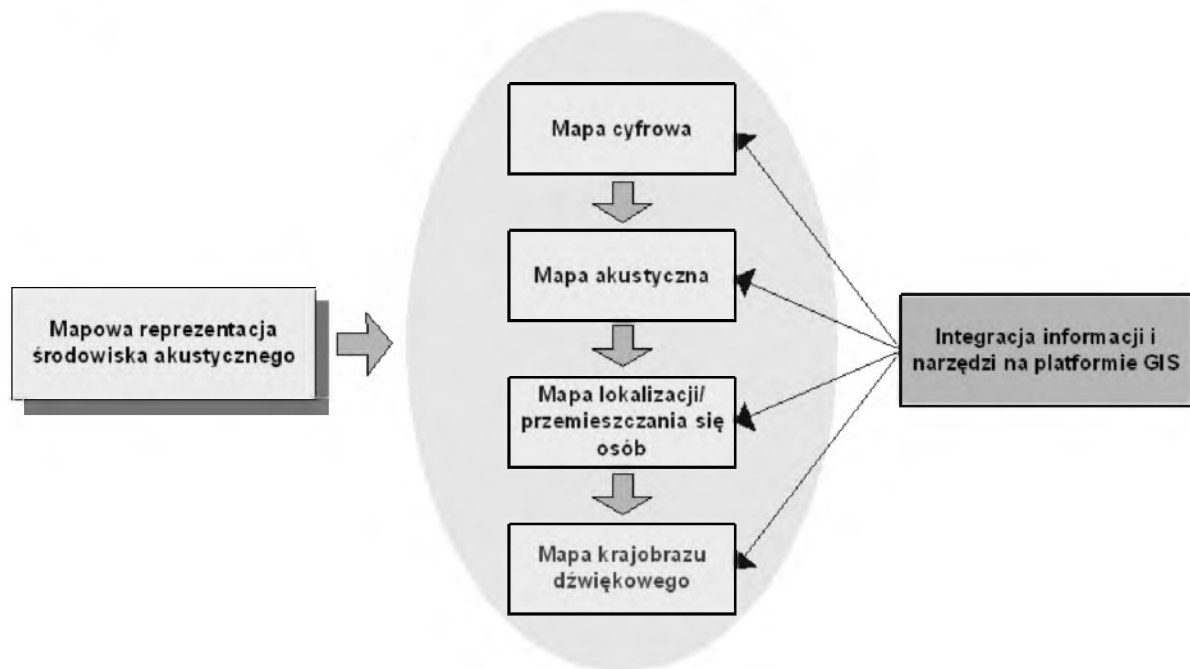 Mapowa reprezentacja
środowiska akustycznego
Mapa cyfrowa
Mapa akustyczna
Mapa lokalizacji/
przemieszczania się
osób
Mapa krajobrazu
dźwiękowego
Integracja informacji i
narzędzi na platformie GIS